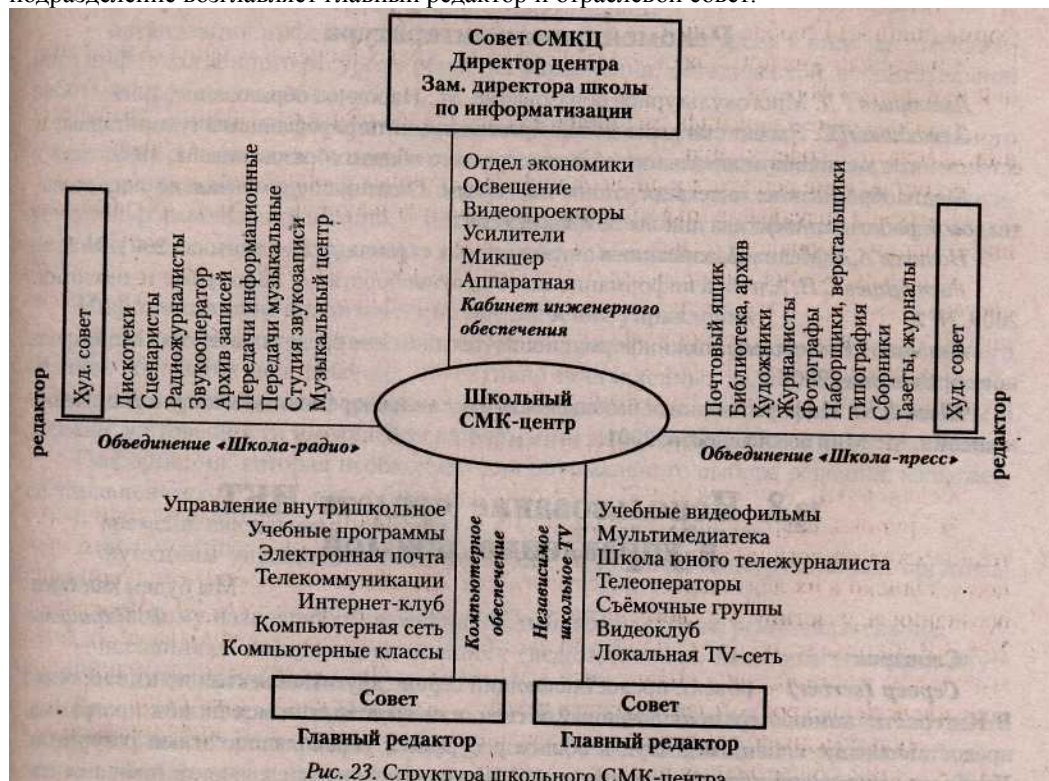 подразделение возглавляет главный редактор и отраслевой совет.
Совет СМКЦ
Директор центра
Зам. директора школы
по информатизации
Отдел экономики
Освещение
Видеопроекторы
Усилители
Микшер
Аппаратная
Кабинет инженерного
обеспечения
редактор
Худ. совет
Дискотеки
Сценаристы
Радиожурналисты
Звукооператор
Архив записей
Передачи информационные
Передачи музыкальные
Студия звукозаписи
Музыкальный центр
Объединение «Школа-радио»
Школьный
СМК-центр
Почтовый ящик
Библиотека, архив
Художники
Журналисты
Фотографы
Наборщики, верстальщики
Типография
Сборники
Газеты журналы
Худ совет
редактор
Объединение «Школа-пресс»
Управление внутришкольное
Учебные программы
Электронная почта
Телекоммуникации
Интернет-клуб
Компьютерная сеть
Компьютерные классы
Компьютерное
обеспечение
Независимое
школьное TV
Учебные видеофильмы
Мультимедиатека
Школа юного тележурналиста
Телеоператоры
Съёмочные группы
Видеоклуб
Локальная TV-сеть
Совет
Главный редактор
Совет
Главный редактор
Рис. 23. Структура школьного СМК-центра